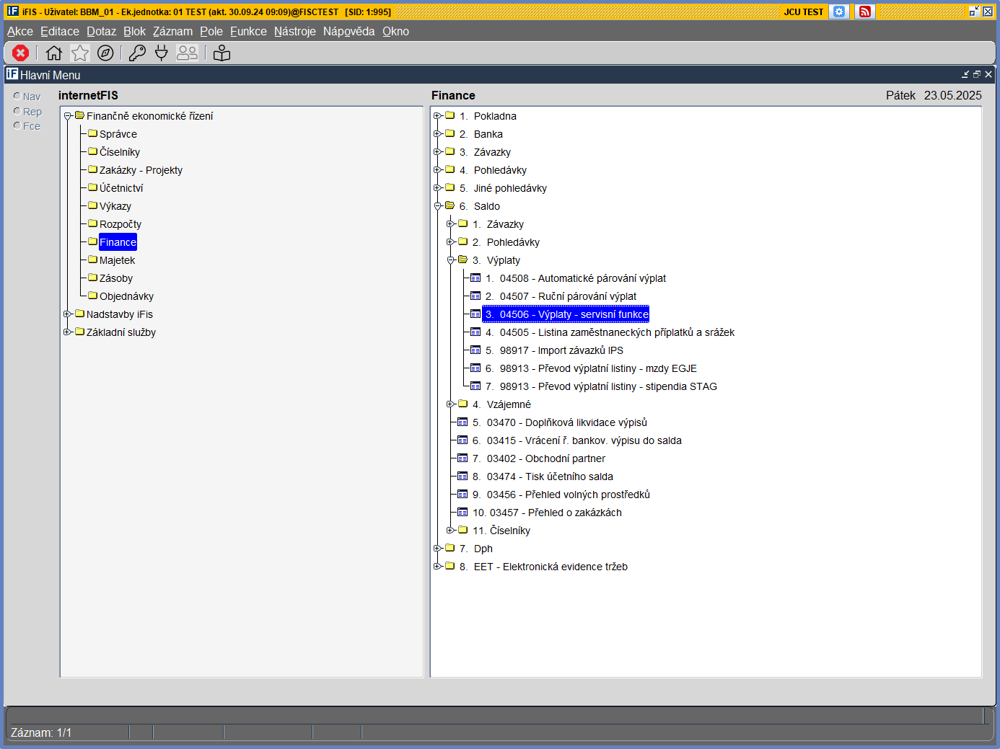 iFIS - Uživatel: BBM_01 - Ek.jednotka: 01 TEST (akt. 30.09.24 09:09)@FISCTEST [SID: 1:995] JCU TEST
Akce Editace Dotaz Blok Záznam Pole Funkce Nástroje Nápověda Okno
iF Hlavní Menu
Nav
Rep
Fce
internetFIS
Finančně ekonomické řízení
Správce
Číselníky
Zakázky - Projekty
Účetnictví
Výkazy
Rozpočty
Finance
Majetek
Zásoby
Objednávky
Nadstavby iFis
Základní služby
Finance Pátek 23.05.2025
1. Pokladna
2. Banka
3. Závazky
4. Pohledávky
5. Jiné pohledávky
6. Saldo
1. Závazky
2. Pohledávky
3. Výplaty
1. 04508 - Automatické párování výplat
2. 04507 - Ruční párování výplat
3. 04506 - Výplaty - servisní funkce
4. 04505 - Listina zaměstnaneckých příplatků a srážek
5. 98917 - Import závazků IPS
6. 98913 - Převod výplatní listiny - mzdy EGJE
7. 98913 - Převod výplatní listiny - stipendia STAG
4. Vzájemné
5. 03470 - Doplňková likvidace výpisů
6. 03415 - Vrácení ř. bankov. výpisu do salda
7. 03402 - Obchodní partner
8. 03474 - Tisk účetního salda
9. 03456 - Přehled volných prostředků
10. 03457 - Přehled o zakázkách
11. Číselníky
7. Dph
8. EET - Elektronická evidence tržeb
Záznam: 1/1